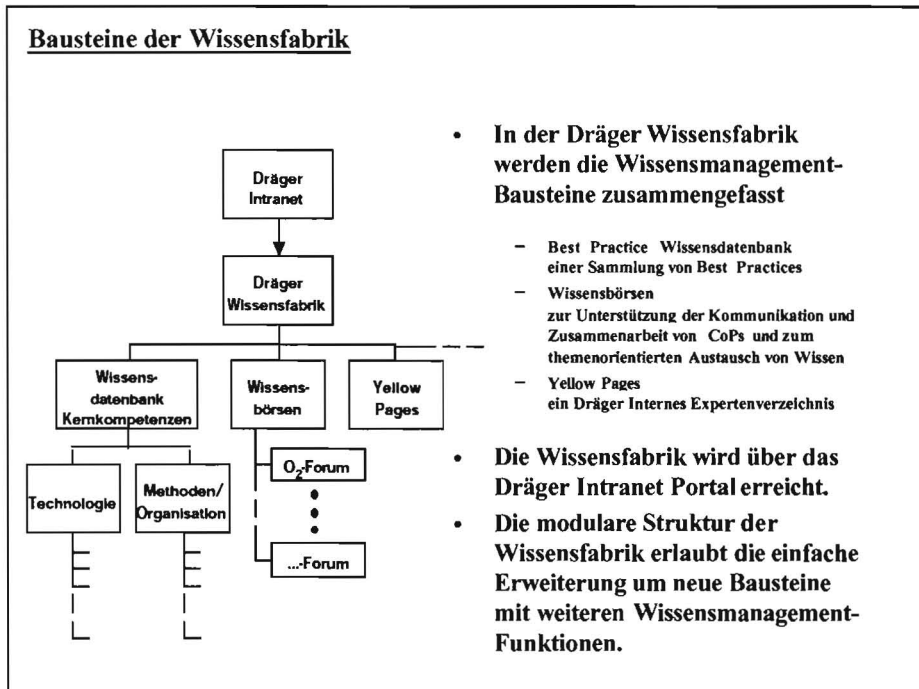 Bausteine der Wissensfabrik
Dräger
Intranet
Dräger
Wissensfabrik
Wissens-
datenbank
Kernkompetenzen
Wissens-
börsen
Yellow
Pages
Technologie
Methoden/
Organisation
O₂-Forum
...-Forum
• In der Dräger Wissensfabrik
werden die Wissensmanagement-
Bausteine zusammengefasst
– Best Practice Wissensdatenbank
einer Sammlung von Best Practices
– Wissensbörsen
zur Unterstützung der Kommunikation und
Zusammenarbeit von CoPs und zum
themenorientierten Austausch von Wissen
– Yellow Pages
ein Dräger Internes Expertenverzeichnis
• Die Wissensfabrik wird über das
Dräger Intranet Portal erreicht.
• Die modulare Struktur der
Wissensfabrik erlaubt die einfache
Erweiterung um neue Bausteine
mit weiteren Wissensmanagement-
Funktionen.